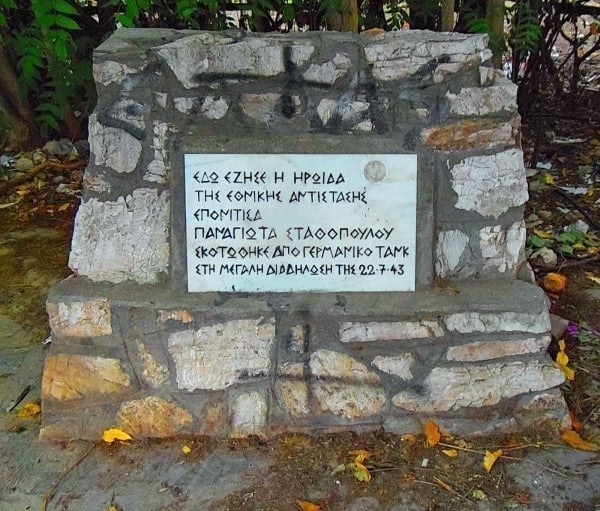 ΕΔΩ ΕΖΗΣΕ Η ΗΡΩΙΔΑ
ΤΗΣ ΕΘΝΙΚΗΣ ΑΝΤΙΣΤΑΣΗΣ
ΕΠΟΝΙΤΙΣΑ
ΠΑΝΑΓΙΩΤΑ ΣΤΑΘΟΠΟΥΛΟΥ
ΣΚΟΤΩΘΗΚΕ ΑΠΟ ΓΕΡΜΑΝΙΚΟ ΤΑΝΚ
ΣΤΗ ΜΕΓΑΛΗ ΔΙΑΔΗΛΩΣΗ ΤΗΣ 22·7·43